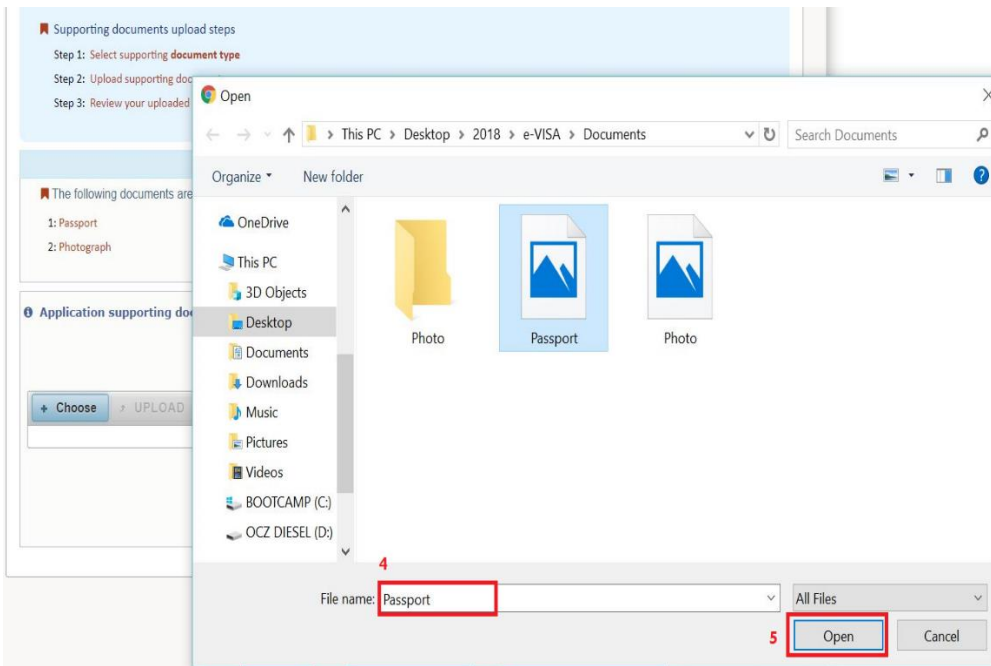 Supporting documents upload steps
Step 1: Select supporting document type
Step 2: Upload supporting doc
Step 3: Review your uploaded
The following documents are
1: Passport
2: Photograph
Application supporting do
+ Choose
UPLOAD
Open
This PC > Desktop > 2018 > e-VISA > Documents
Search Documents
Organize
New folder
OneDrive
This PC
3D Objects
Desktop
Documents
Downloads
Music
Pictures
Videos
BOOTCAMP (C:)
OCZ DIESEL (D:)
Photo
Passport
Photo
4
File name: Passport
All Files
5
Open
Cancel